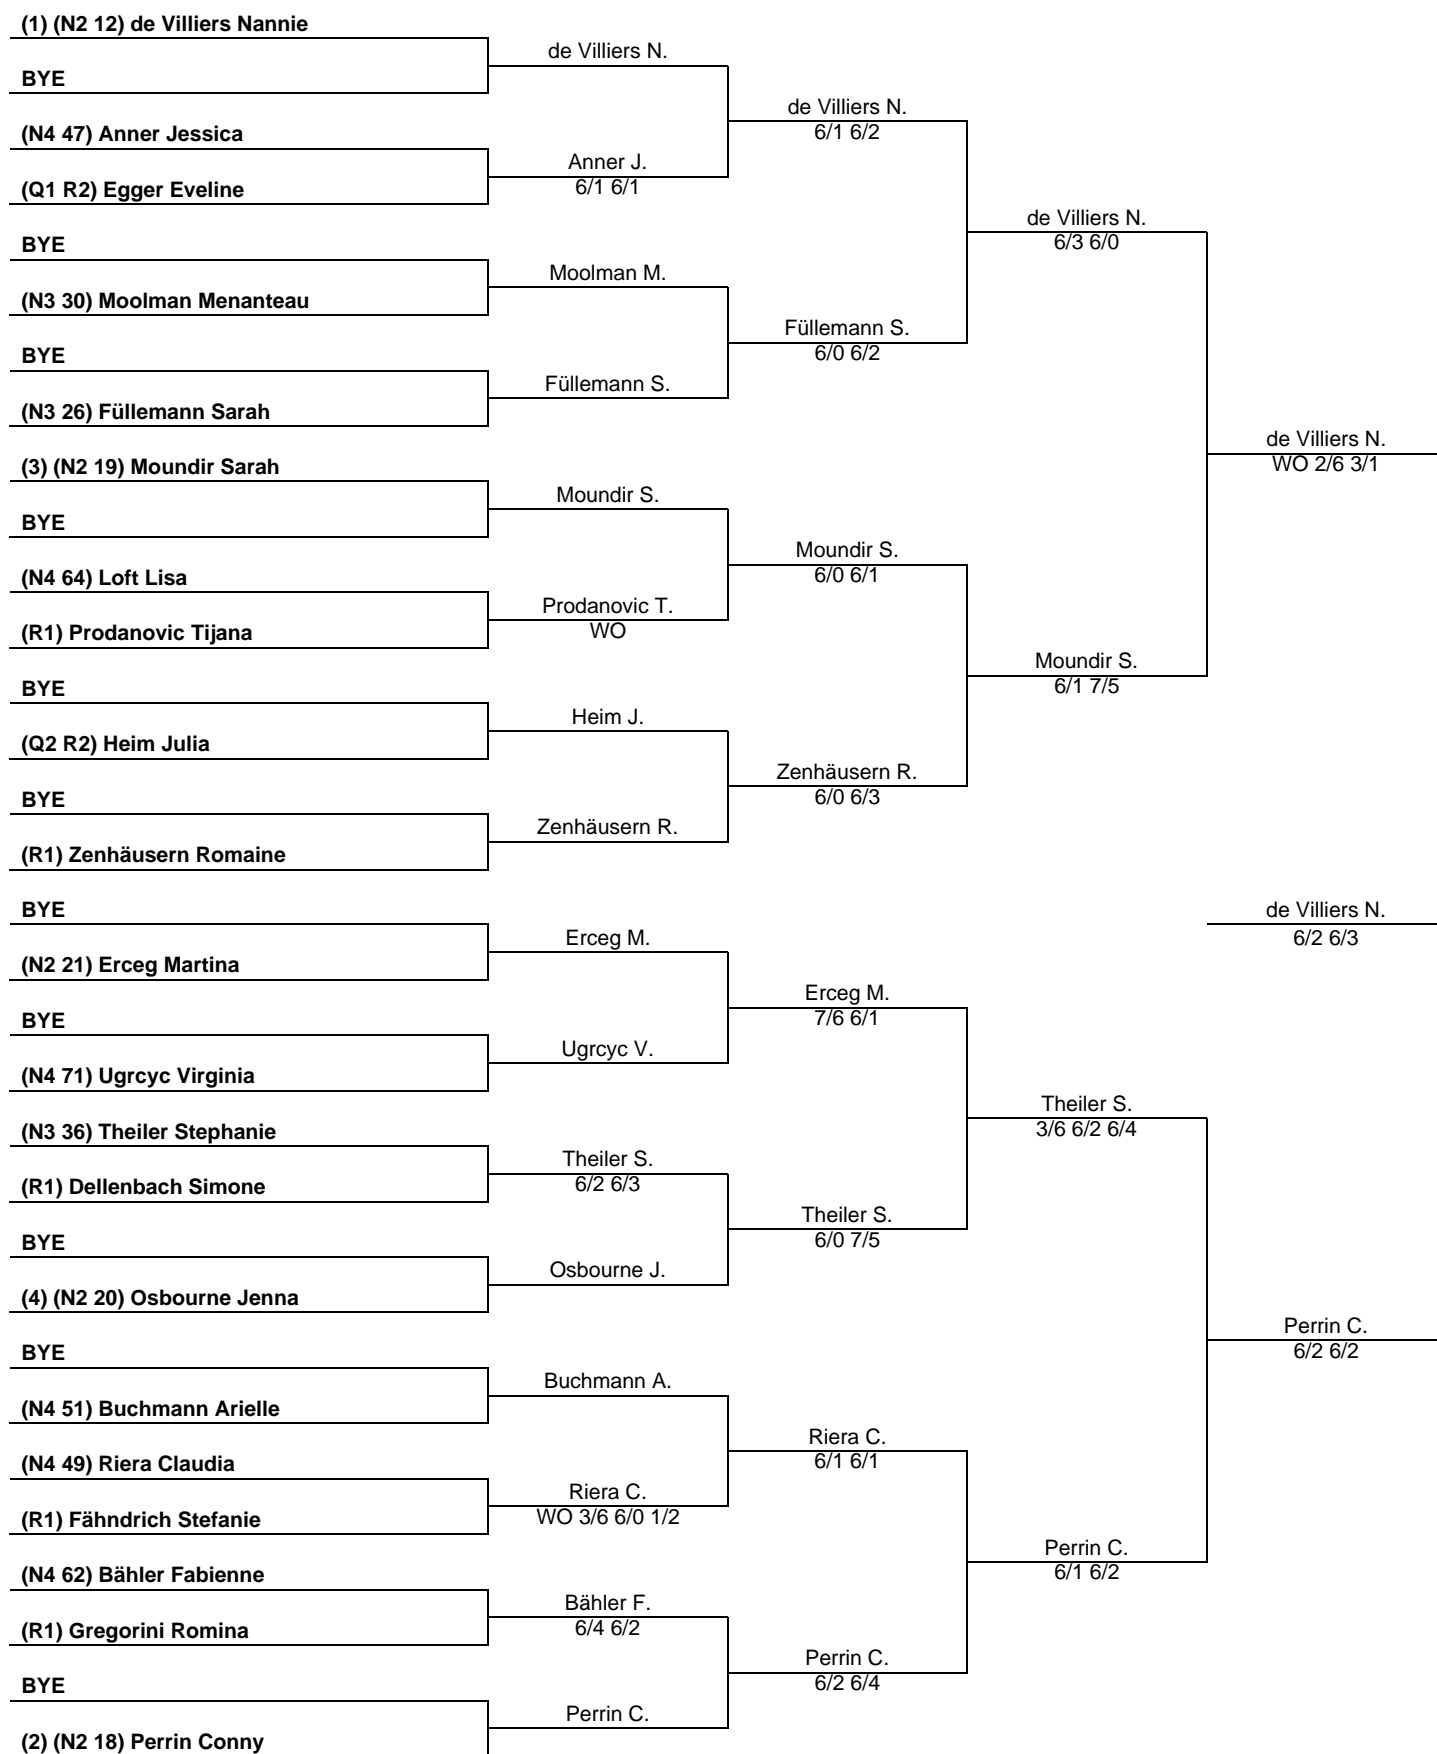 (1) (N2 12) de Villiers Nannie
BYE
(N4 47) Anner Jessica
(Q1 R2) Egger Eveline
BYE
(N3 30) Moolman Menanteau
BYE
(N3 26) Füllemann Sarah
(3) (N2 19) Moundir Sarah
BYE
(N4 64) Loft Lisa
(R1) Prodanovic Tijana
BYE
(Q2 R2) Heim Julia
BYE
(R1) Zenhäusern Romaine
BYE
(N2 21) Erceg Martina
BYE
(N4 71) Ugrcyc Virginia
(N3 36) Theiler Stephanie
(R1) Dellenbach Simone
BYE
(4) (N2 20) Osbourne Jenna
BYE
(N4 51) Buchmann Arielle
(N4 49) Riera Claudia
(R1) Fähndrich Stefanie
(N4 62) Bähler Fabienne
(R1) Gregorini Romina
BYE
(2) (N2 18) Perrin Conny
de Villiers N.
Anner J.
6/1 6/1
Moolman M.
Füllemann S.
Moundir S.
Prodanovic T.
WO
Heim J.
Zenhäusern R.
Erceg M.
Ugrcyc V.
Theiler S.
6/2 6/3
Osbourne J.
Buchmann A.
Riera C.
WO 3/6 6/0 1/2
Bähler F.
6/4 6/2
Perrin C.
de Villiers N.
6/1 6/2
Füllemann S.
6/0 6/2
Moundir S.
6/0 6/1
Zenhäusern R.
6/0 6/3
Erceg M.
7/6 6/1
Theiler S.
6/0 7/5
Riera C.
6/1 6/1
Perrin C.
6/2 6/4
de Villiers N.
6/3 6/0
Moundir S.
6/1 7/5
Theiler S.
3/6 6/2 6/4
Perrin C.
6/1 6/2
de Villiers N.
WO 2/6 3/1
de Villiers N.
6/2 6/3
Perrin C.
6/2 6/2